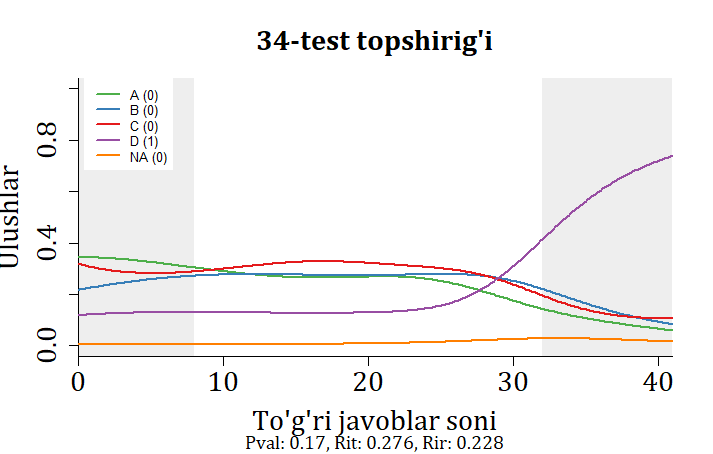 34-test topshirig'i
A (0)
B (0)
C (0)
D (1)
NA (0)
Ulushlar
0.8
0.4
0.0
0 10 20 30 40
To'g'ri javoblar soni
Pval: 0.17, Rit: 0.276, Rir: 0.228